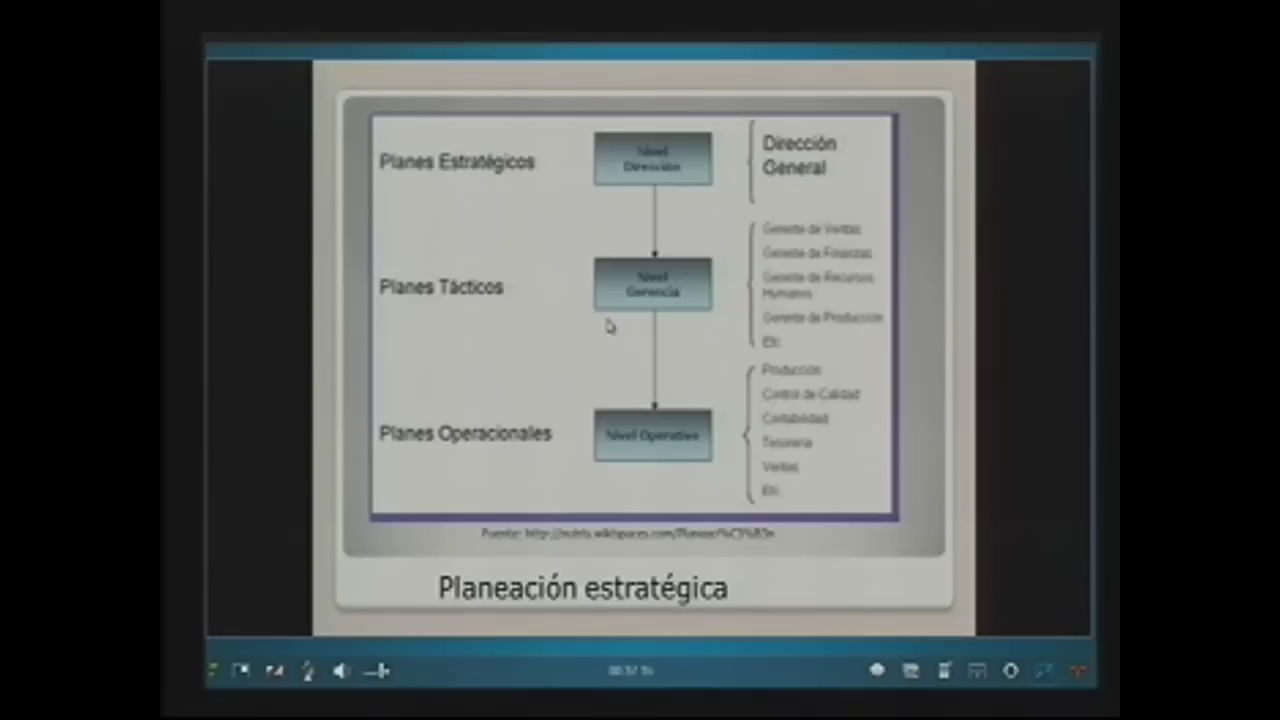 Planes Estratégicos
Nivel
Dirección
Dirección
General
Planes Tácticos
Nivel
Gerencia
Gerente de Ventas
Gerente de Finanzas
Gerente de Recursos
Humanos
Gerente de Producción
Etc
Planes Operacionales
Nivel Operativo
Producción
Control de Calidad
Contabilidad
Tesorería
Ventas
Etc
Fuente:
Planeación estratégica